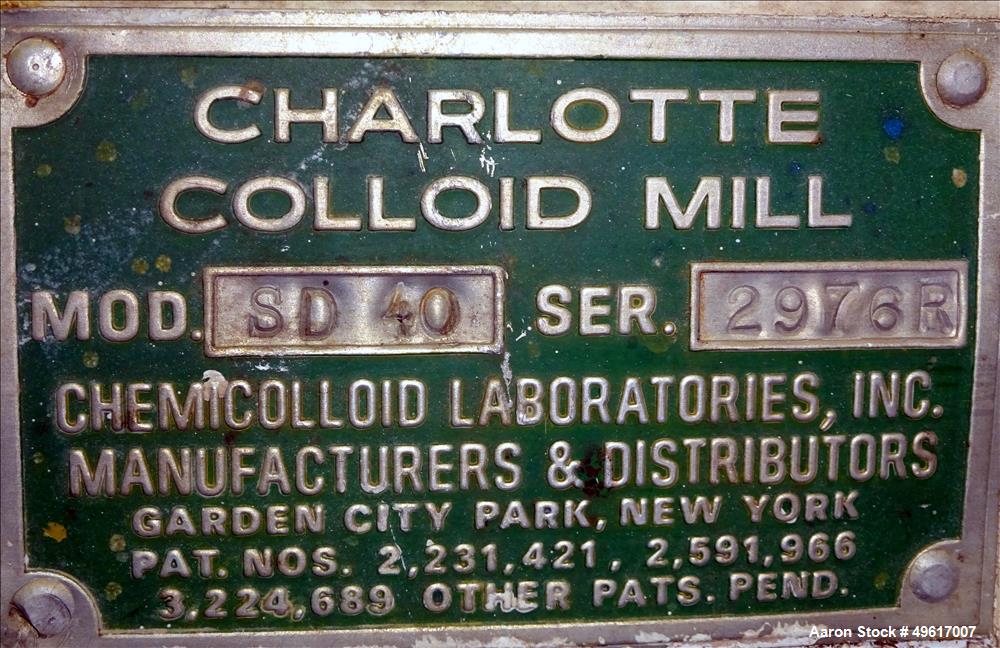 CHARLOTTE
COLLOID MILL
MOD. SD 40 SER. 2976R
CHEMICOLLOID LABORATORIES, INC.
MANUFACTURERS & DISTRIBUTORS
GARDEN CITY PARK, NEW YORK
PAT. NOS. 2,231,421, 2,591,966
3,224,689 OTHER PATS. PEND.
Aaron Stock # 49617007